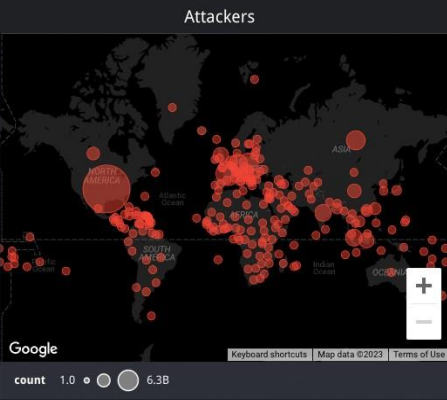 Attackers
ASIA
NORTH
AMERICA
Atlantic
Ocean
AFRICA
SOUTH
AMERICA
Indian
Ocean
Ocean
OCEANIA
+
−
Google
Keyboard shortcuts
Map data ©2023
Terms of Use
count 1.0 6.3B